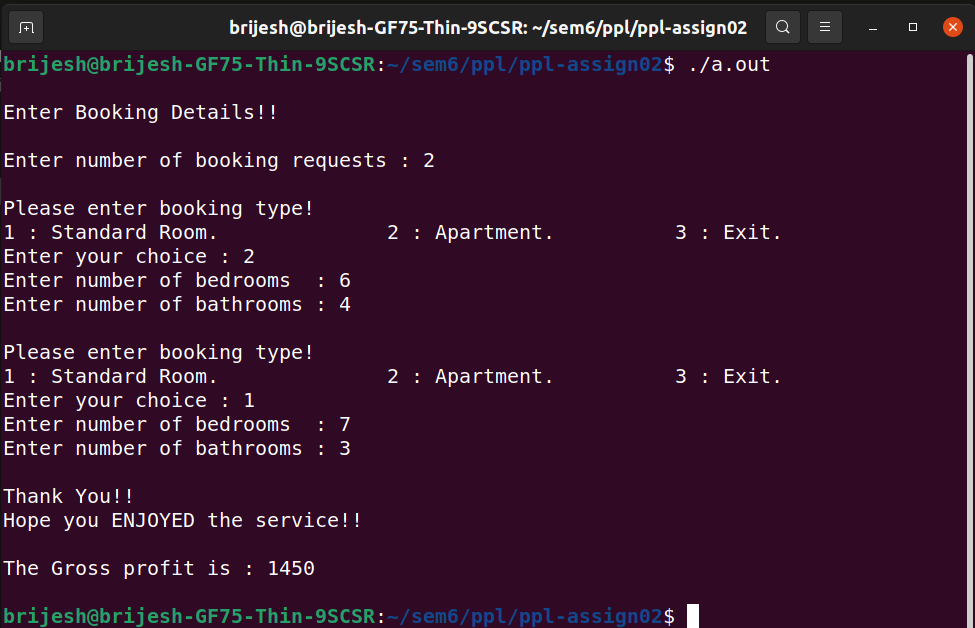 brijesh@brijesh-GF75-Thin-9SCSR: ~/sem6/ppl/ppl-assign02
brijesh@brijesh-GF75-Thin-9SCSR:~/sem6/ppl/ppl-assign02$ ./a.out
Enter Booking Details!!
Enter number of booking requests : 2
Please enter booking type!
1 : Standard Room.              2 : Apartment.          3 : Exit.
Enter your choice : 2
Enter number of bedrooms  : 6
Enter number of bathrooms : 4
Please enter booking type!
1 : Standard Room.              2 : Apartment.          3 : Exit.
Enter your choice : 1
Enter number of bedrooms  : 7
Enter number of bathrooms : 3
Thank You!!
Hope you ENJOYED the service!!
The Gross profit is : 1450
brijesh@brijesh-GF75-Thin-9SCSR:~/sem6/ppl/ppl-assign02$